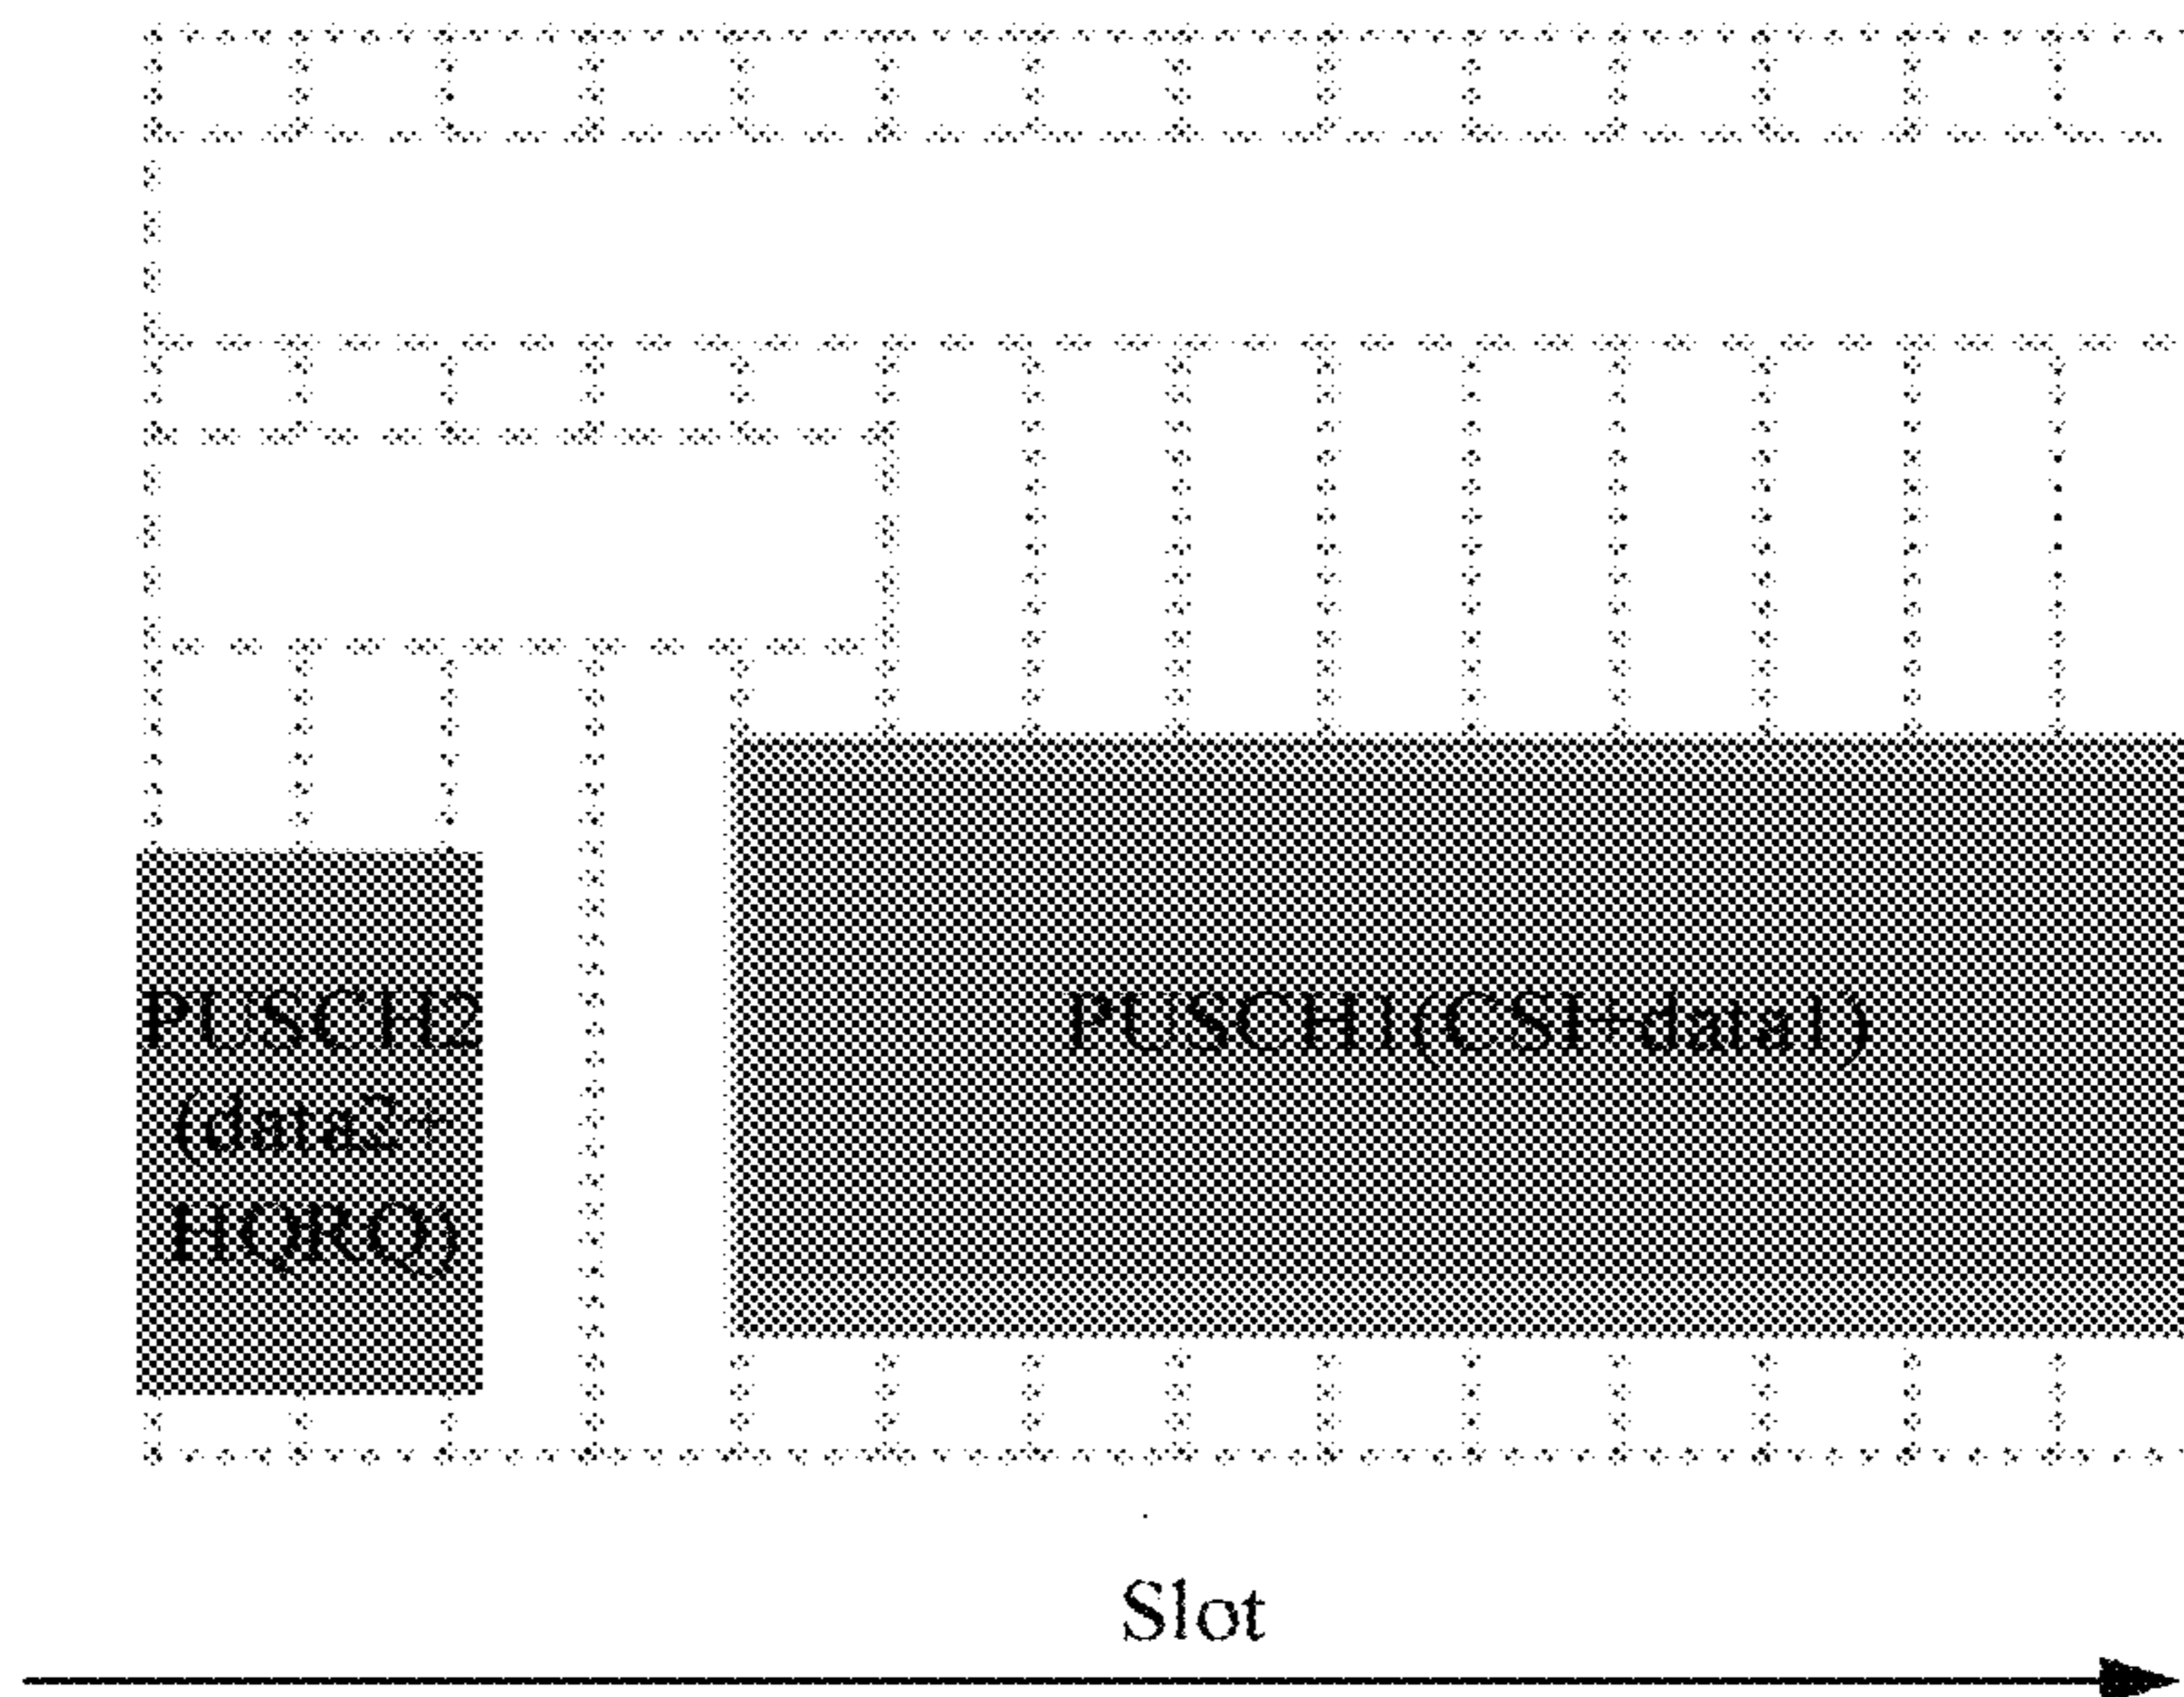 PUSCH2
(data2+
HQRQ)
PUSCH1(CSI+data1)
Slot